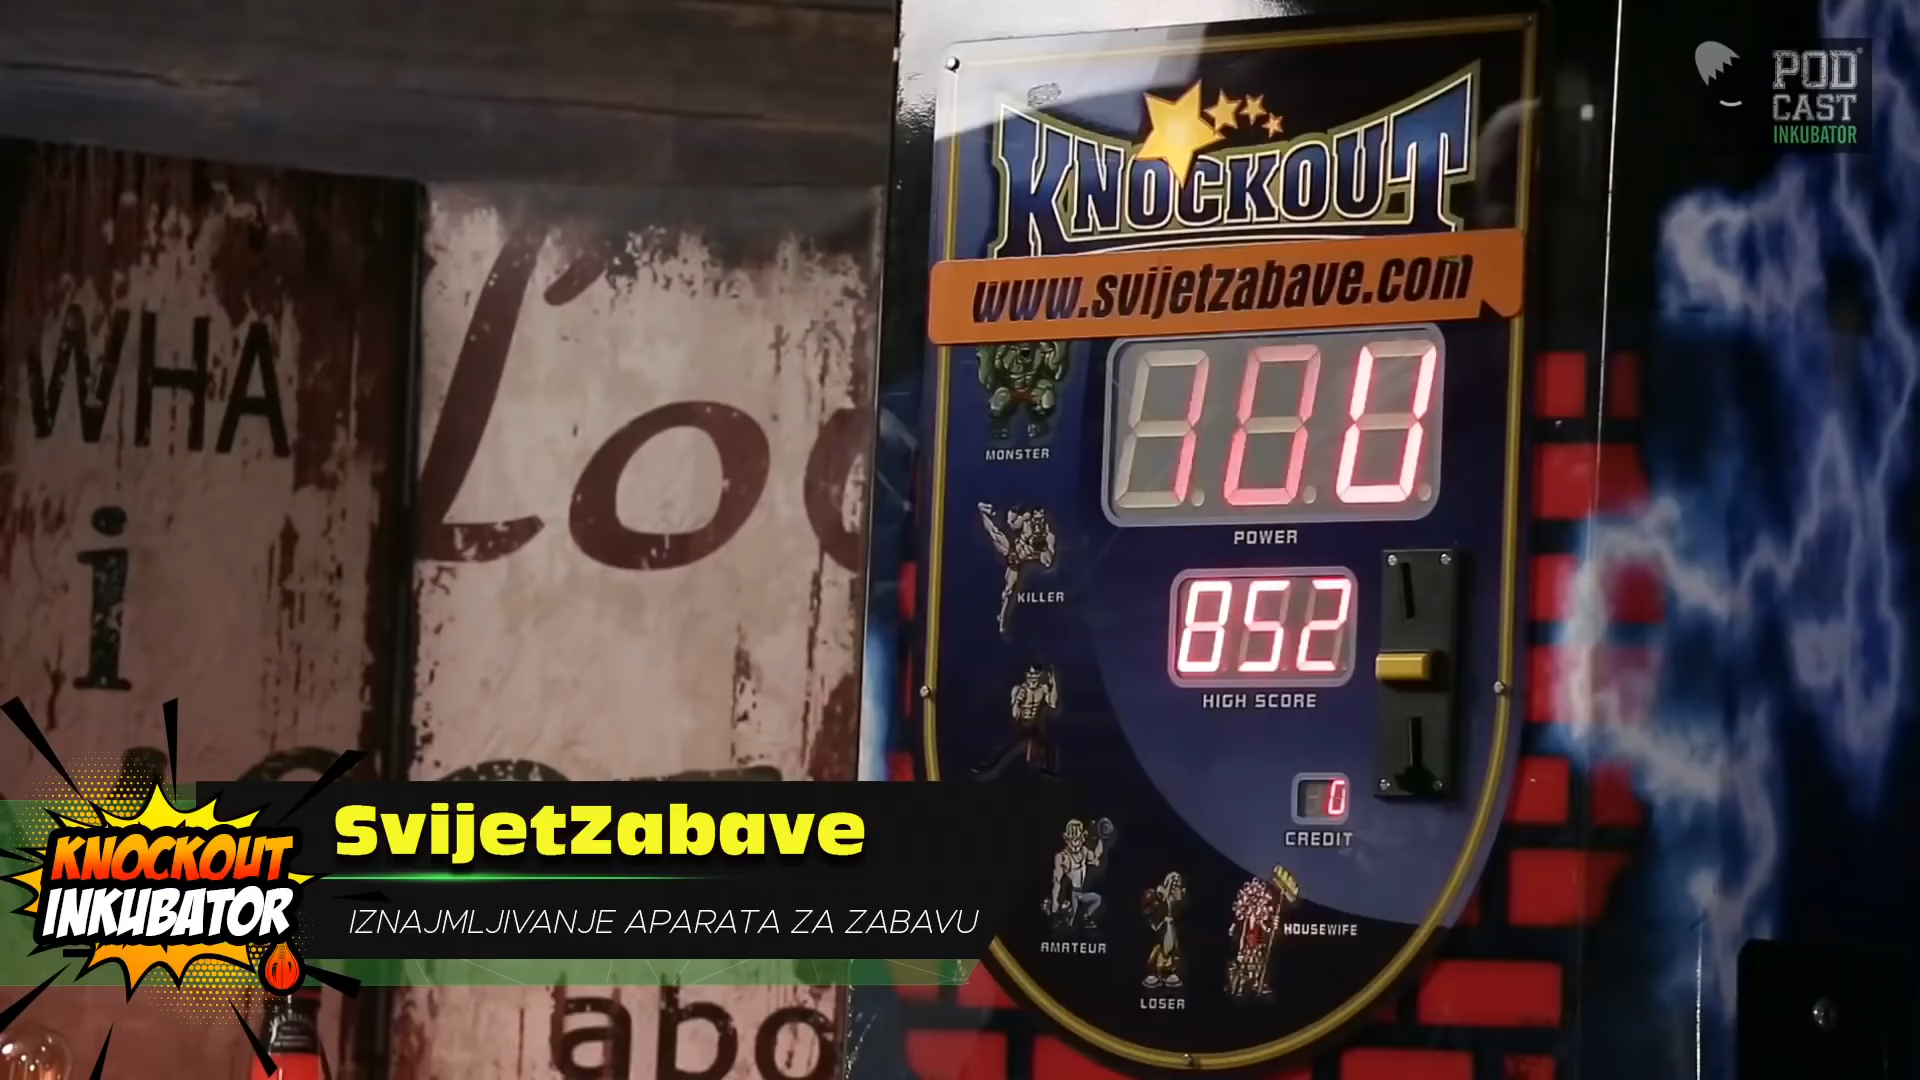 POD
CAST
INKUBATOR
KNOCKOUT
www.svijetzabave.com
MONSTER
POWER
KILLER
852
HIGH SCORE
0
CREDIT
AMATEUR
LOSER
HOUSEWIFE
WHA
i
Loo
abo
KNOCKOUT
INKUBATOR
SvijetZabave
IZNAJMLJIVANJE APARATA ZA ZABAVU